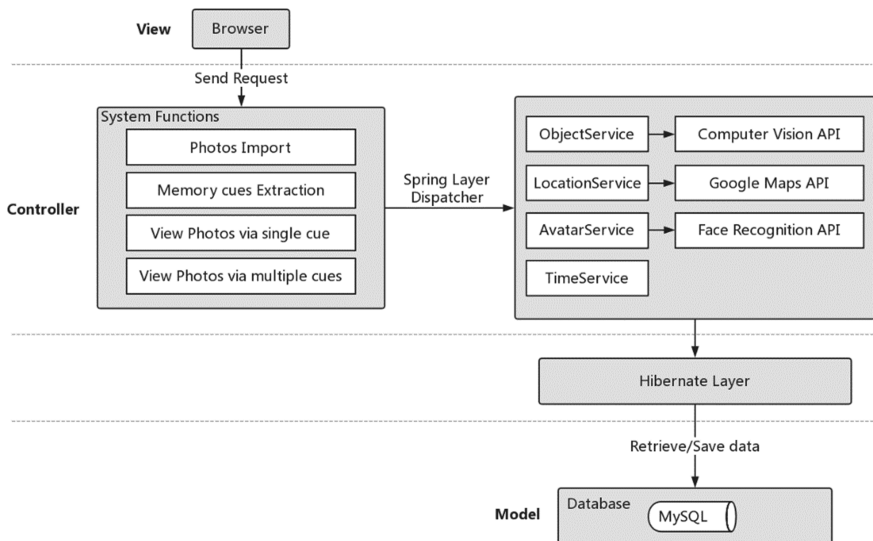 View
Browser
Send Request
System Functions
Photos Import
Memory cues Extraction
View Photos via single cue
View Photos via multiple cues
Controller
Spring Layer
Dispatcher
ObjectService
Computer Vision API
LocationService
Google Maps API
AvatarService
Face Recognition API
TimeService
Hibernate Layer
Retrieve/Save data
Model
Database
MySQL